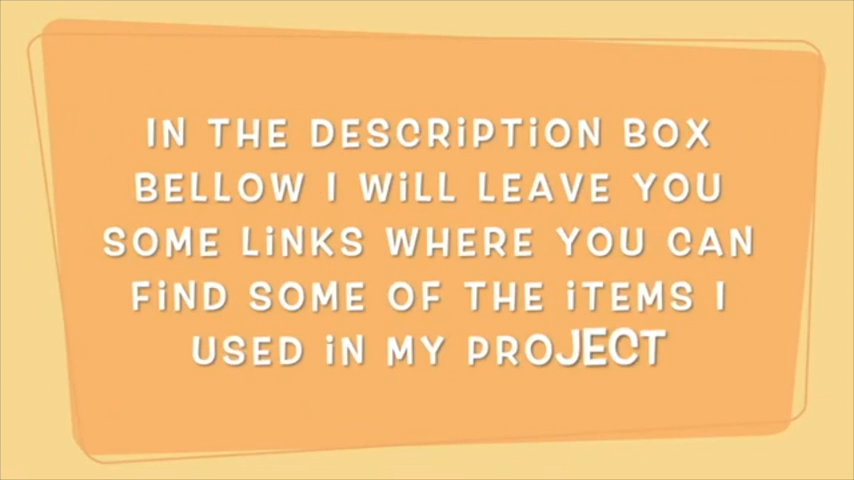 IN THE DESCRiPTiON BOX
BELLOW I WiLL LEAVE YOU
SOME LiNKS WHERE YOU CAN
FiND SOME OF THE iTEMS I
USED iN MY PROJECT